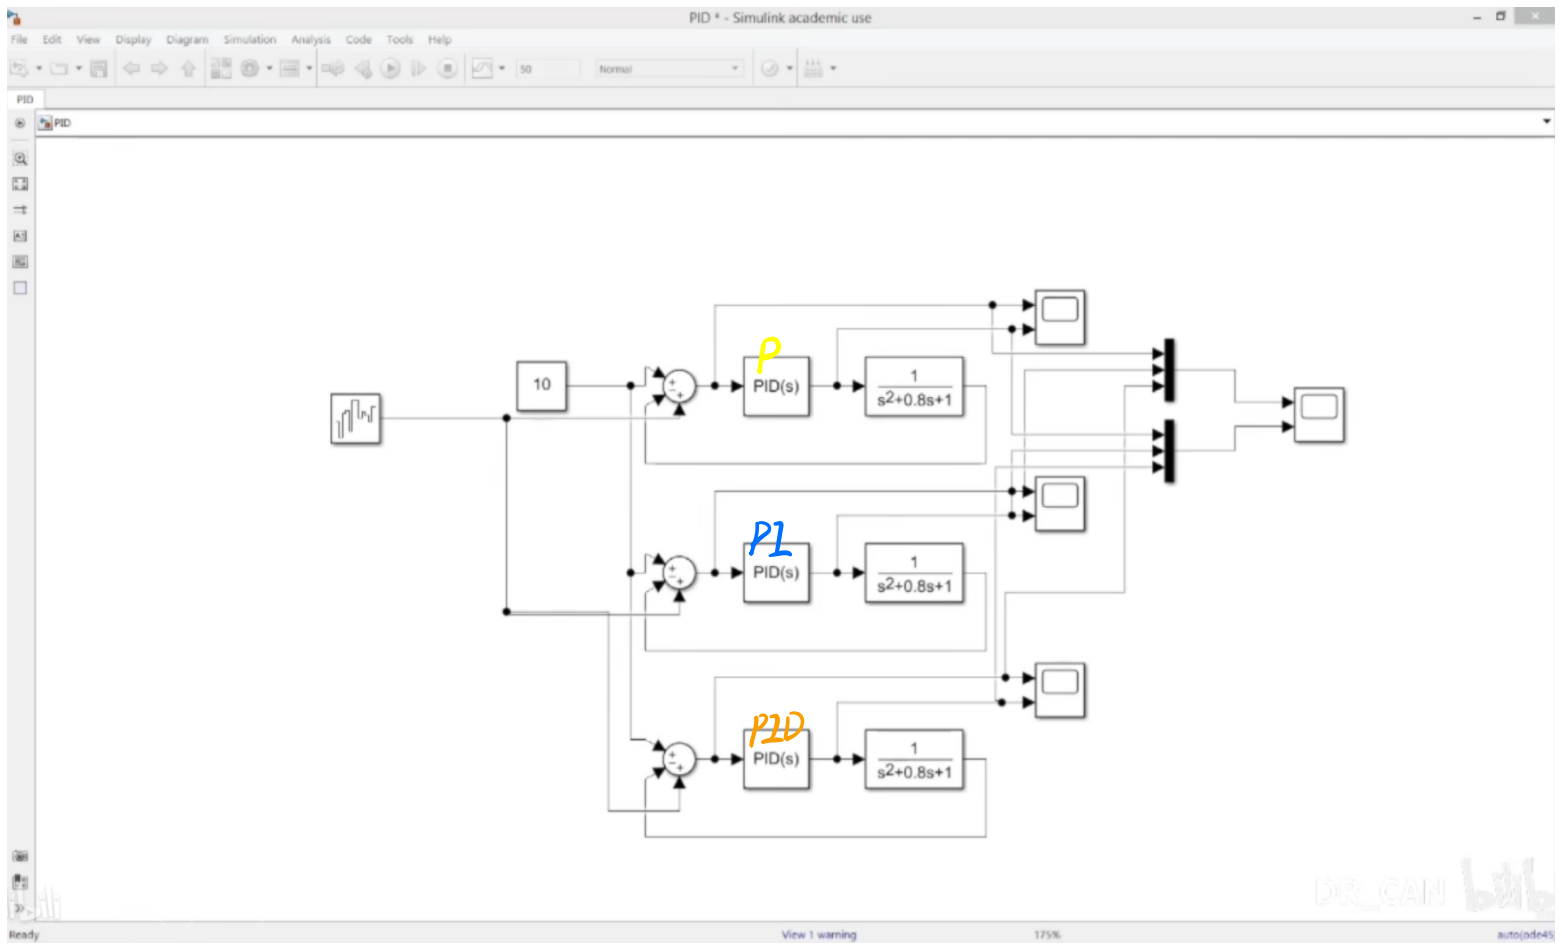 PID * - Simulink academic use
File Edit View Display Diagram Simulation Analysis Code Tools Help
50 Normal
PID
PID
10
P
PID(s)
1
s2+0.8s+1
PI
PID(s)
1
s2+0.8s+1
PID
PID(s)
1
s2+0.8s+1
DR_CAN bilibili
Ready View 1 warning 175% auto(ode45)